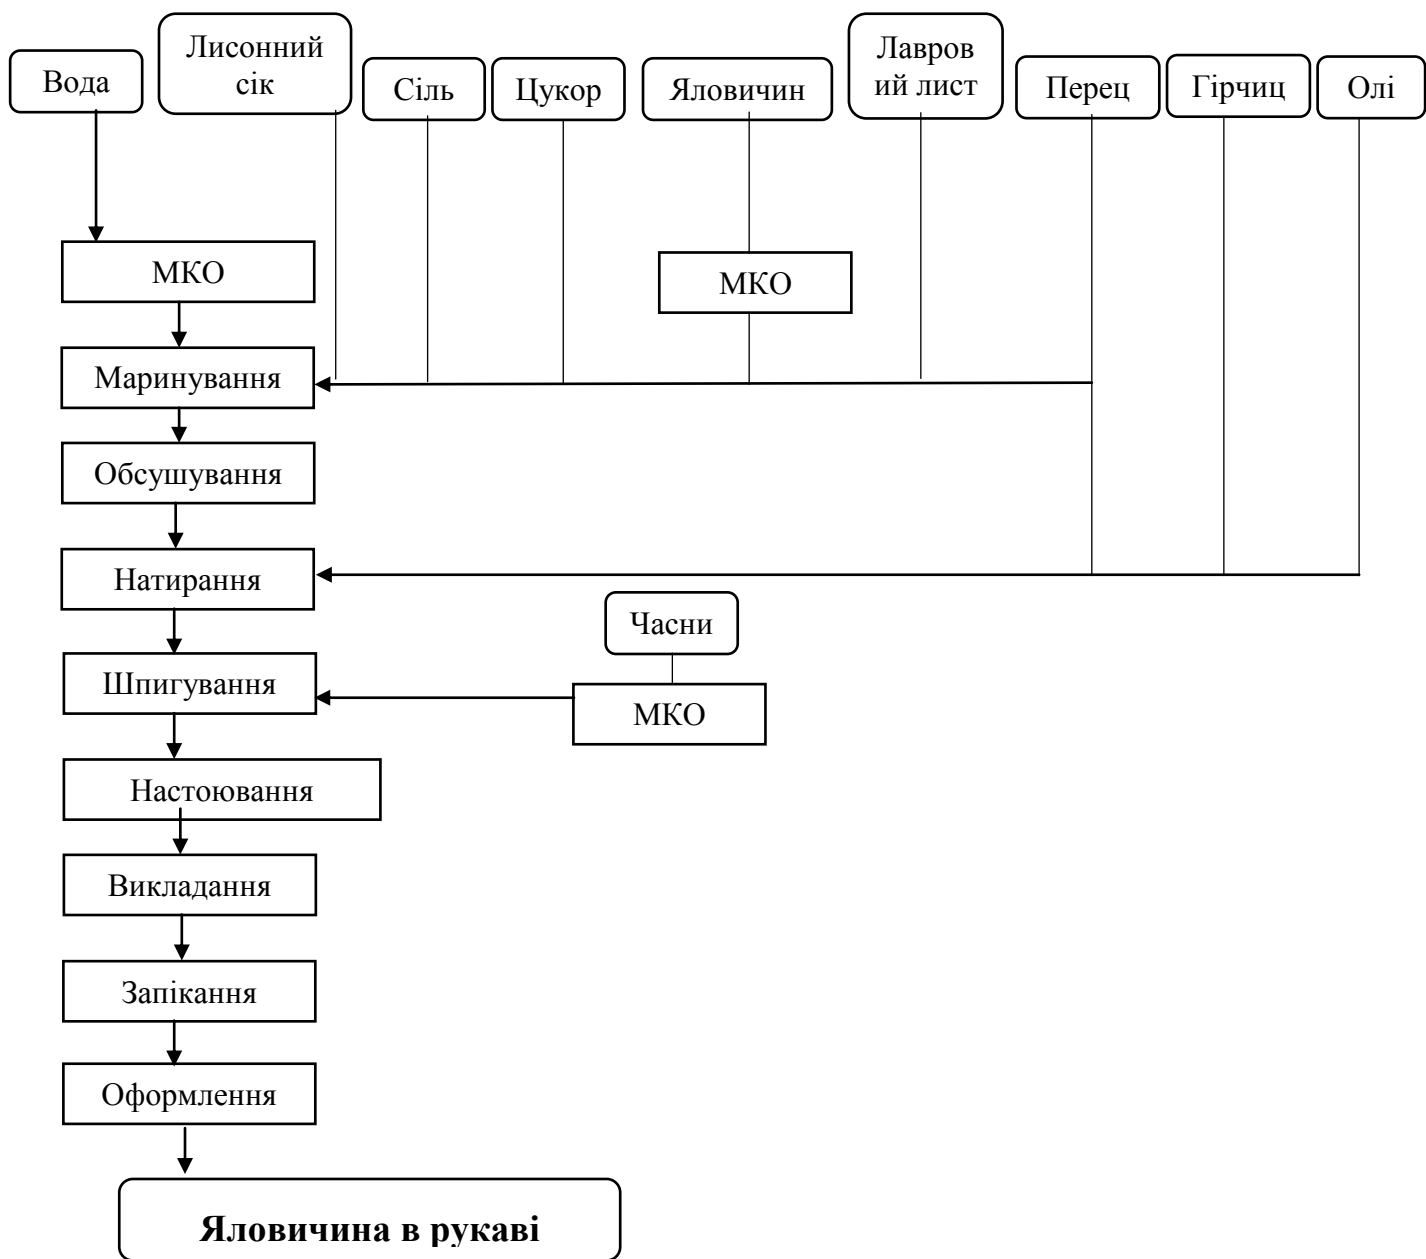 Вода
Лисонний
сік
Сіль
Цукор
Яловичин
Лавров
ий лист
Перец
Гірчиц
Олі
МКО
МКО
Маринування
Обсушування
Натирання
Часни
Шпигування
МКО
Настоювання
Викладання
Запікання
Оформлення
Яловичина в рукаві